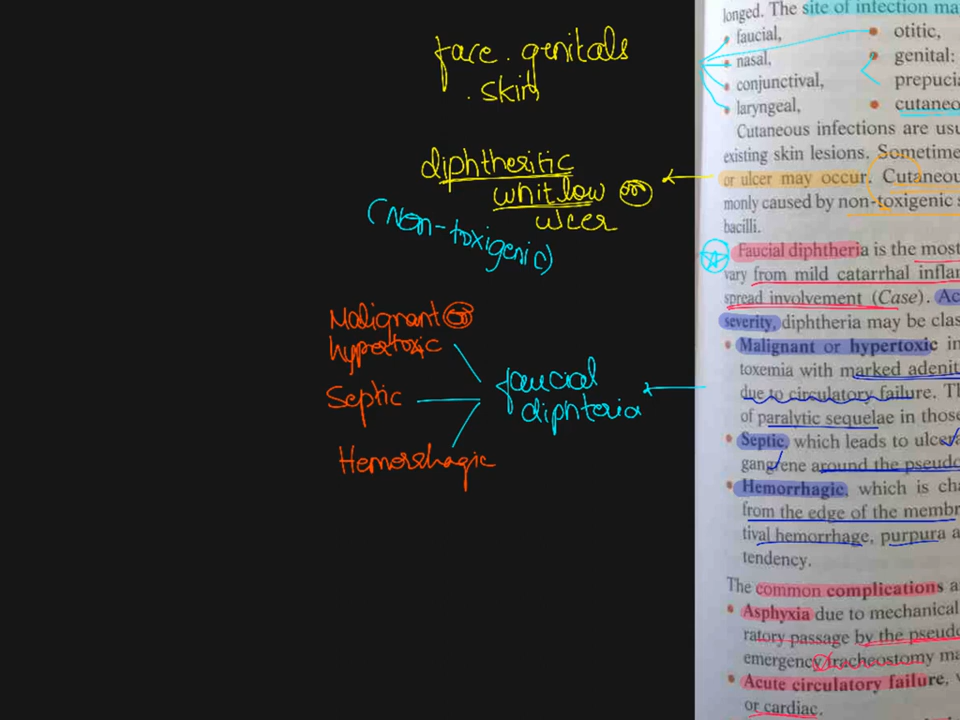 face. genitals
. skin
diphtheritic
whitlow or
ulcer
(Non-toxigenic)
Malignant or
hypertoxic
Septic
Hemorrhagic
faucial
diphteria
longed. The site of infection ma
faucial,
nasal,
conjunctival,
laryngeal,
• otitic,
• genital:
prepucia
• cutaneo
Cutaneous infections are usu
existing skin lesions. Sometime
or ulcer may occur. Cutaneou
monly caused by non-toxigenic s
bacilli.
Faucial diphtheria is the most
vary from mild catarrhal inflam
spread involvement (Case). Ac
severity, diphtheria may be clas
• Malignant or hypertoxic in
toxemia with marked adenit
due to circulatory failure. Th
of paralytic sequelae in those
• Septic, which leads to ulcera
gangrene around the pseudo
• Hemorrhagic, which is cha
from the edge of the membr
tival hemorrhage, purpura a
tendency.
The common complications a
• Asphyxia due to mechanical
ratory passage by the pseudo
emergency tracheostomy ma
• Acute circulatory failure, w
or cardiac.